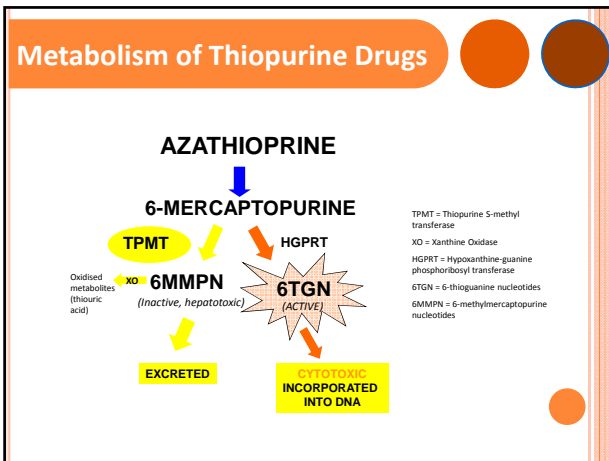 Metabolism of Thiopurine Drugs
AZATHIOPRINE
6-MERCAPTOPURINE
TPMT
HGPRT
Oxidised
metabolites
(thiouric
acid)
XO
6MMPN
(Inactive, hepatotoxic)
6TGN
(ACTIVE)
EXCRETED
CYTOTOXIC
INCORPORATED
INTO DNA
TPMT = Thiopurine S-methyl
transferase
XO = Xanthine Oxidase
HGPRT = Hypoxanthine-guanine
phosphoribosyl transferase
6TGN = 6-thioguanine nucleotides
6MMPN = 6-methylmercaptopurine
nucleotides